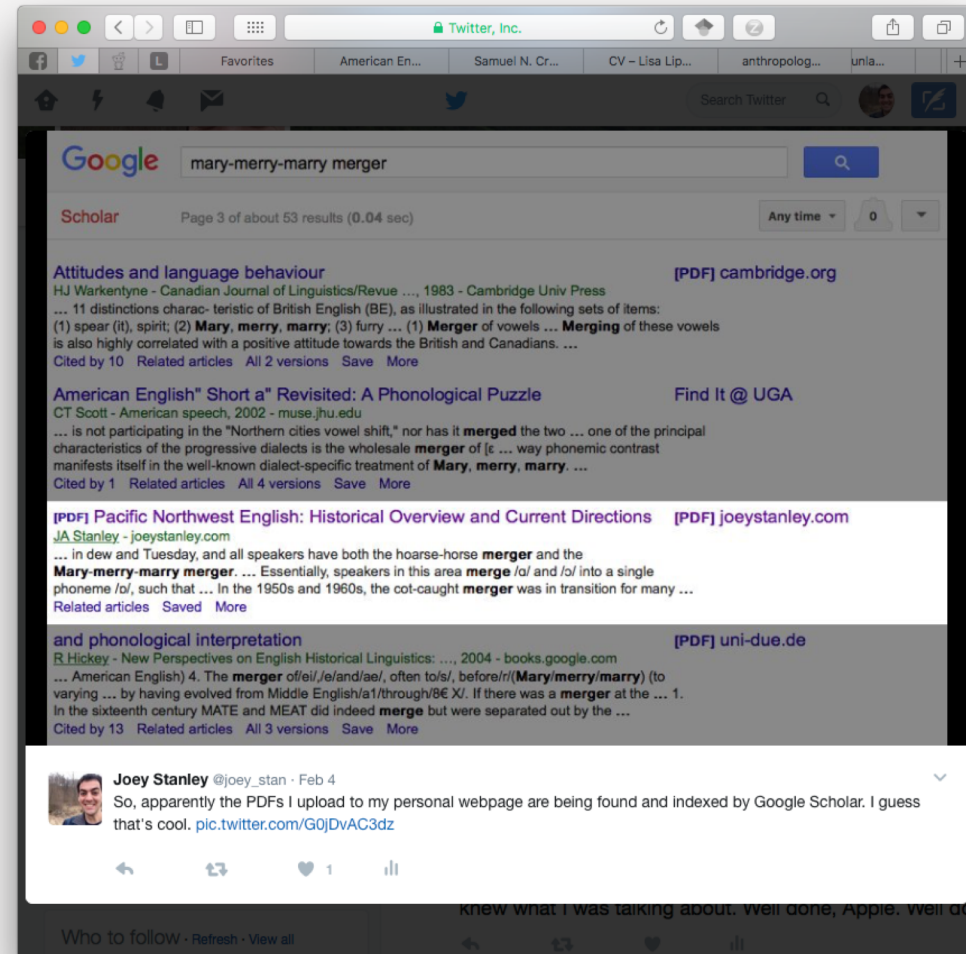 Twitter, Inc.
Favorites American En... Samuel N. Cr... CV – Lisa Lip... anthropolog... unla...
Search Twitter
Google mary-merry-marry merger
Scholar Page 3 of about 53 results (0.04 sec) Any time 0
Attitudes and language behaviour [PDF] cambridge.org
HJ Warkentyne - Canadian Journal of Linguistics/Revue ..., 1983 - Cambridge Univ Press
... 11 distinctions charac- teristic of British English (BE), as illustrated in the following sets of items:
(1) spear (it), spirit; (2) Mary, merry, marry; (3) furry ... (1) Merger of vowels ... Merging of these vowels
is also highly correlated with a positive attitude towards the British and Canadians. ...
Cited by 10 Related articles All 2 versions Save More
American English" Short a" Revisited: A Phonological Puzzle Find It @ UGA
CT Scott - American speech, 2002 - muse.jhu.edu
... is not participating in the "Northern cities vowel shift," nor has it merged the two ... one of the principal
characteristics of the progressive dialects is the wholesale merger of [ɛ ... way phonemic contrast
manifests itself in the well-known dialect-specific treatment of Mary, merry, marry. ...
Cited by 1 Related articles All 4 versions Save More
[PDF] Pacific Northwest English: Historical Overview and Current Directions [PDF] joeystanley.com
JA Stanley - joeystanley.com
... in dew and Tuesday, and all speakers have both the hoarse-horse merger and the
Mary-merry-marry merger. ... Essentially, speakers in this area merge /ɑ/ and /ɔ/ into a single
phoneme /ɒ/, such that ... In the 1950s and 1960s, the cot-caught merger was in transition for many ...
Related articles Saved More
and phonological interpretation [PDF] uni-due.de
R Hickey - New Perspectives on English Historical Linguistics: ..., 2004 - books.google.com
... American English) 4. The merger of/ei/,/e/and/ae/, often to/s/, before/r/(Mary/merry/marry) (to
varying ... by having evolved from Middle English/a1/through/8€ X/. If there was a merger at the ... 1.
In the sixteenth century MATE and MEAT did indeed merge but were separated out by the ...
Cited by 13 Related articles All 3 versions Save More
Joey Stanley @joey_stan · Feb 4
So, apparently the PDFs I upload to my personal webpage are being found and indexed by Google Scholar. I guess
that's cool. pic.twitter.com/G0jDvAC3dz
1
knew what I was talking about. Well done, Apple. Well
Who to follow · Refresh · View all